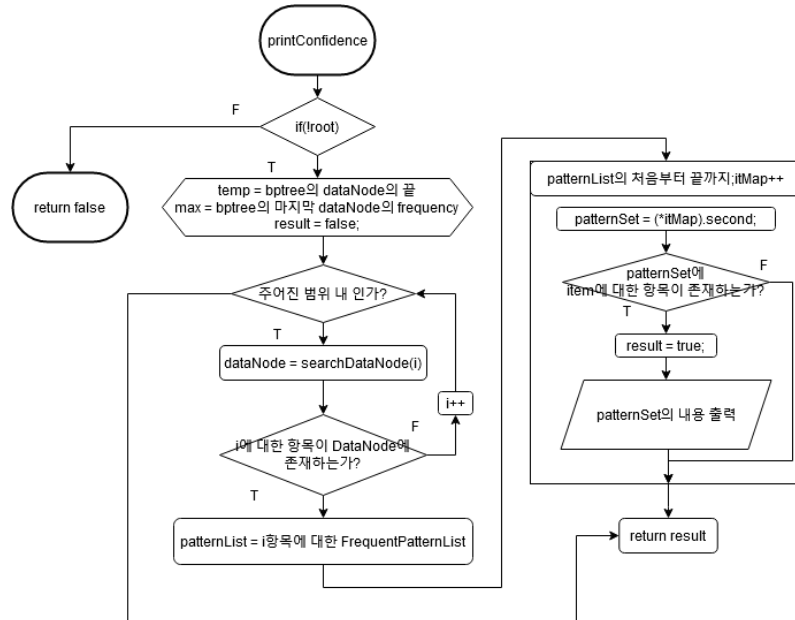 printConfidence
F
if(!root)
T
return false
temp = bptree의 dataNode의 끝
max = bptree의 마지막 dataNode의 frequency
result = false;
주어진 범위 내 인가?
T
dataNode = searchDataNode(i)
i++
F
i에 대한 항목이 DataNode에
존재하는가?
T
patternList = i항목에 대한 FrequentPatternList
patternList의 처음부터 끝까지;itMap++
patternSet = (*itMap).second;
patternSet에
item에 대한 항목이 존재하는가?
F
T
result = true;
patternSet의 내용 출력
return result